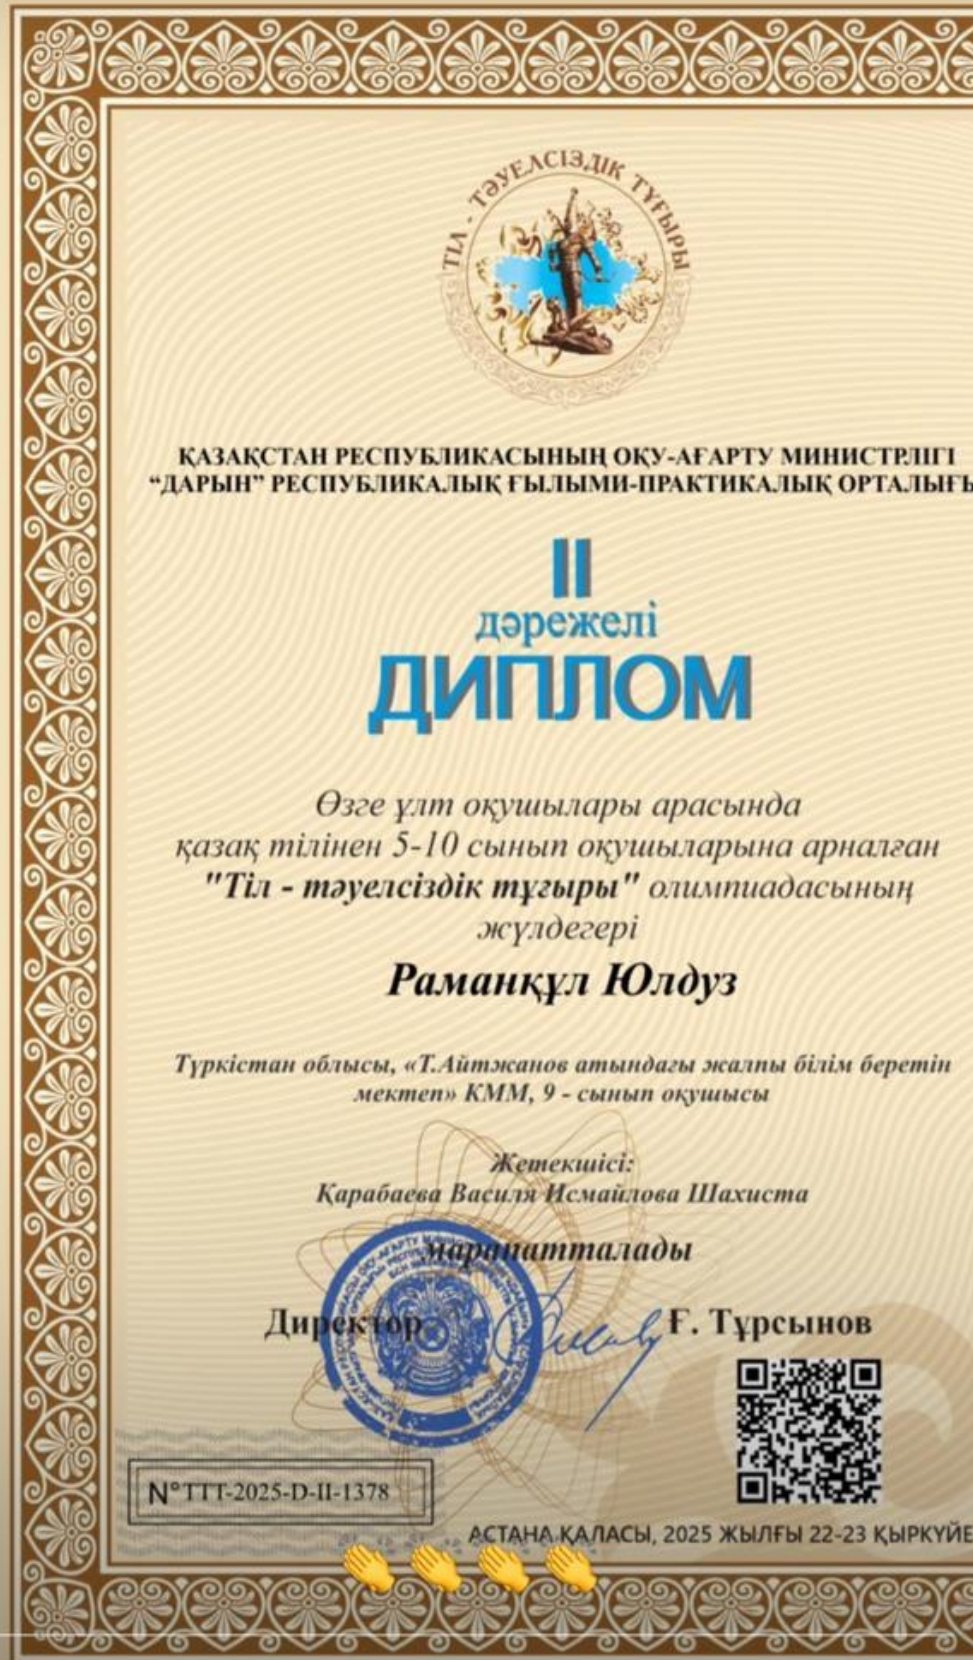 ТІЛ - ТӘУЕЛСІЗДІК ТҰҒЫРЫ
ҚАЗАҚСТАН РЕСПУБЛИКАСЫНЫҢ ОҚУ-АҒАРТУ МИНИСТРЛІГІ
“ДАРЫН” РЕСПУБЛИКАЛЫҚ ҒЫЛЫМИ-ПРАКТИКАЛЫҚ ОРТАЛЫҒЫ
II
дәрежелі
ДИПЛОМ
Өзге ұлт оқушылары арасында
қазақ тілінен 5-10 сынып оқушыларына арналған
"Тіл - тәуелсіздік тұғыры" олимпиадасының
жүлдегері
Раманқұл Юлдуз
Түркістан облысы, «Т.Айтжанов атындағы жалпы білім беретін
мектеп» КММ, 9 - сынып оқушысы
Жетекшісі:
Қарабаева Василя Исмайлова Шахиста
марапатталады
Директор Ғ. Тұрсынов
N°TTT-2025-D-II-1378
АСТАНА ҚАЛАСЫ, 2025 ЖЫЛҒЫ 22-23 ҚЫРКҮЙЕ